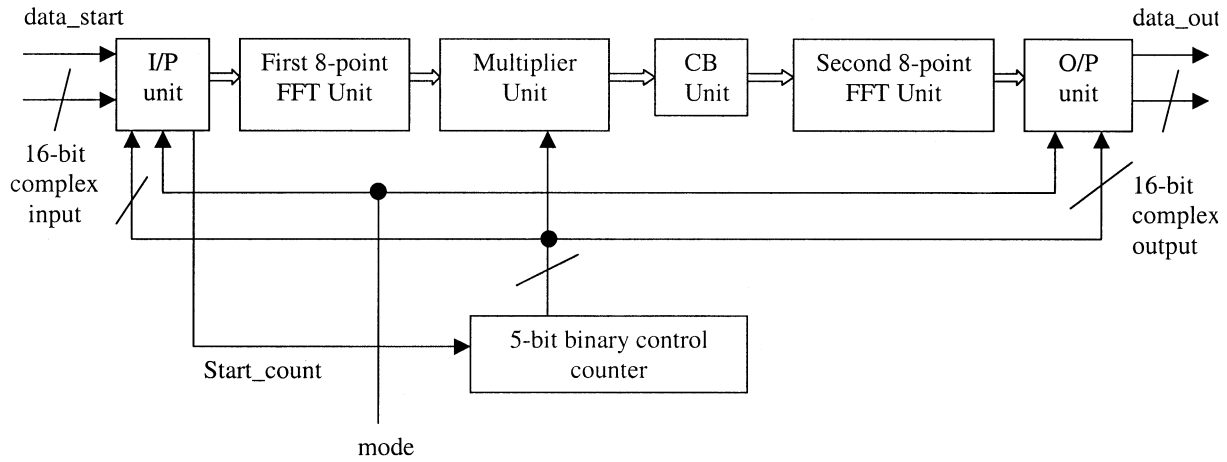 data_start
data_out
I/P
unit
First 8-point
FFT Unit
Multiplier
Unit
CB
Unit
Second 8-point
FFT Unit
O/P
unit
16-bit
complex
input
16-bit
complex
output
5-bit binary control
counter
Start_count
mode